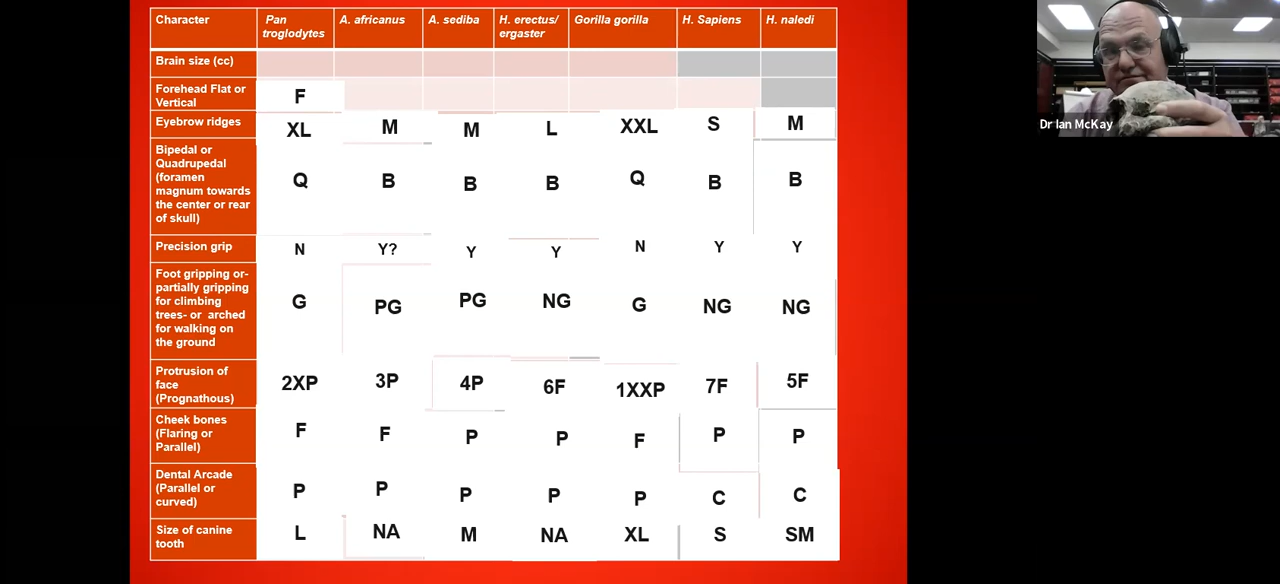 Character Pan troglodytes A. africanus A. sediba H. erectus/ ergaster Gorilla gorilla H. Sapiens H. naledi
Brain size (cc)
Forehead Flat or Vertical F
Eyebrow ridges XL M M L XXL S M
Bipedal or Quadrupedal (foramen magnum towards the center or rear of skull) Q B B B Q B B
Precision grip N Y? Y Y N Y Y
Foot gripping or- partially gripping for climbing trees- or arched for walking on the ground G PG PG NG G NG NG
Protrusion of face (Prognathous) 2XP 3P 4P 6F 1XXP 7F 5F
Cheek bones (Flaring or Parallel) F F P P F P P
Dental Arcade (Parallel or curved) P P P P P C C
Size of canine tooth L NA M NA XL S SM
Dr Ian McKay